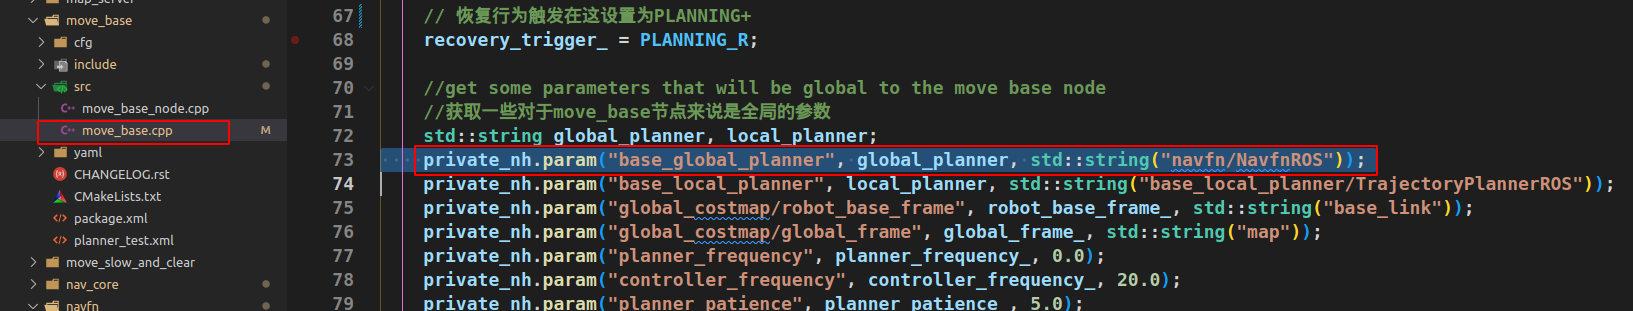 map_server
move_base
cfg
include
src
move_base_node.cpp
move_base.cpp M
yaml
CHANGELOG.rst
CMakeLists.txt
package.xml
planner_test.xml
move_slow_and_clear
nav_core
navfn
67 // 恢复行为触发在这设置为PLANNING+
68 recovery_trigger_ = PLANNING_R;
69
70 //get some parameters that will be global to the move base node
71 //获取一些对于move_base节点来说是全局的参数
72 std::string global_planner, local_planner;
73 private_nh.param("base_global_planner", global_planner, std::string("navfn/NavfnROS"));
74 private_nh.param("base_local_planner", local_planner, std::string("base_local_planner/TrajectoryPlannerROS"));
75 private_nh.param("global_costmap/robot_base_frame", robot_base_frame_, std::string("base_link"));
76 private_nh.param("global_costmap/global_frame", global_frame_, std::string("map"));
77 private_nh.param("planner_frequency", planner_frequency_, 0.0);
78 private_nh.param("controller_frequency", controller_frequency_, 20.0);
79 private_nh.param("planner_patience", planner_patience_, 5.0);